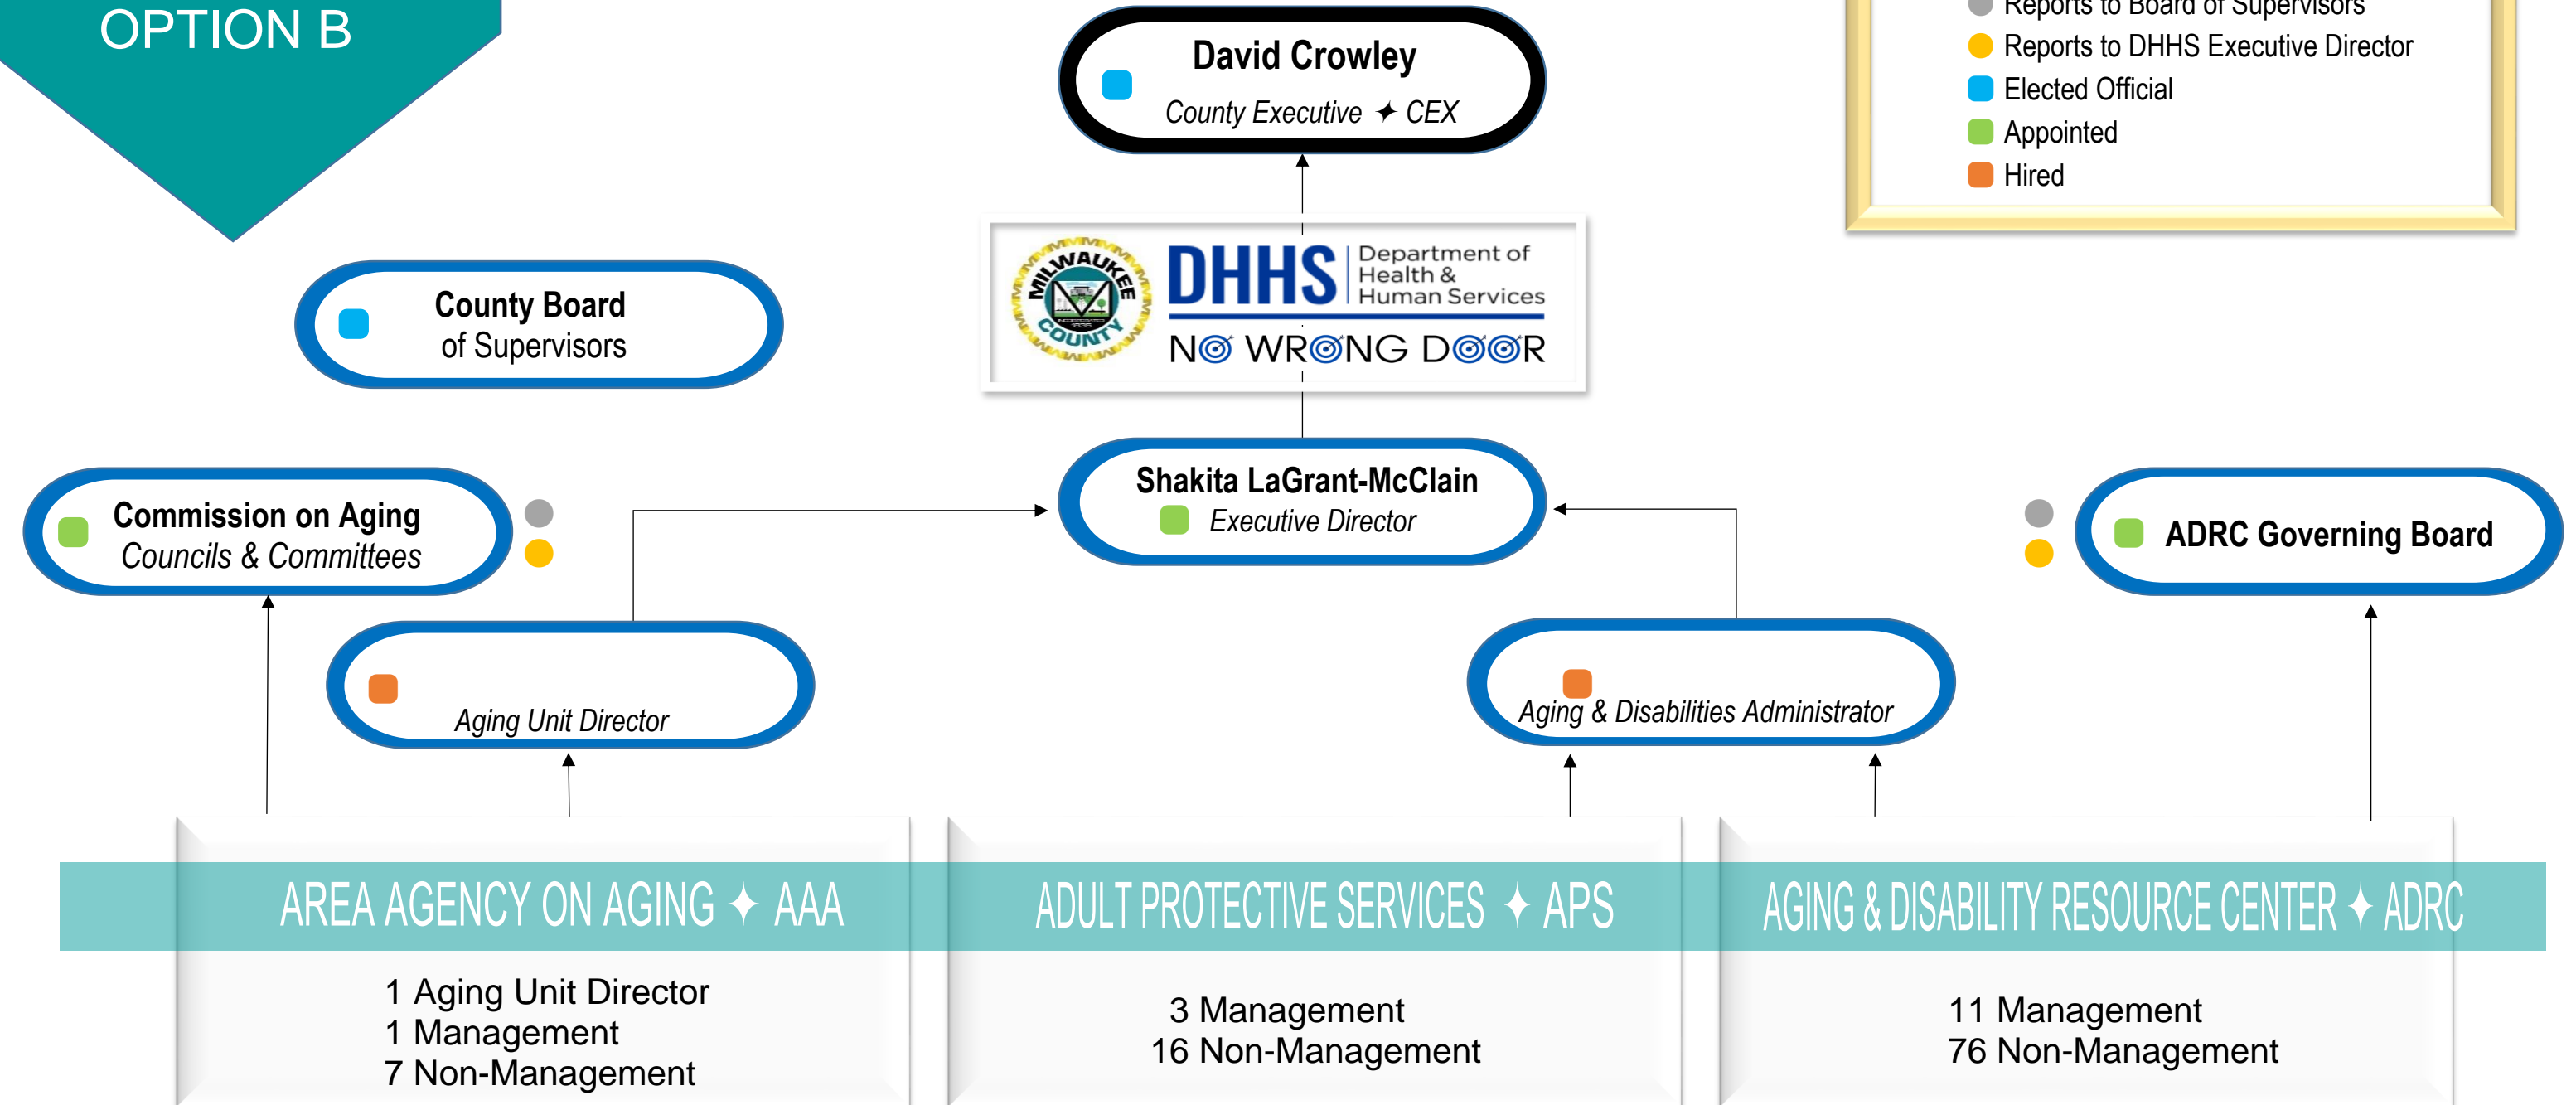 OPTION B
David Crowley
County Executive ✦ CEX
Reports to Board of Supervisors
Reports to DHHS Executive Director
Elected Official
Appointed
Hired
MILWAUKEE
COUNTY
1835
DHHS
Department of
Health &
Human Services
NO WRONG DOOR
County Board
of Supervisors
Commission on Aging
Councils & Committees
Shakita LaGrant-McClain
Executive Director
ADRC Governing Board
Aging Unit Director
Aging & Disabilities Administrator
AREA AGENCY ON AGING ✦ AAA
1 Aging Unit Director
1 Management
7 Non-Management
ADULT PROTECTIVE SERVICES ✦ APS
3 Management
16 Non-Management
AGING & DISABILITY RESOURCE CENTER ✦ ADRC
11 Management
76 Non-Management